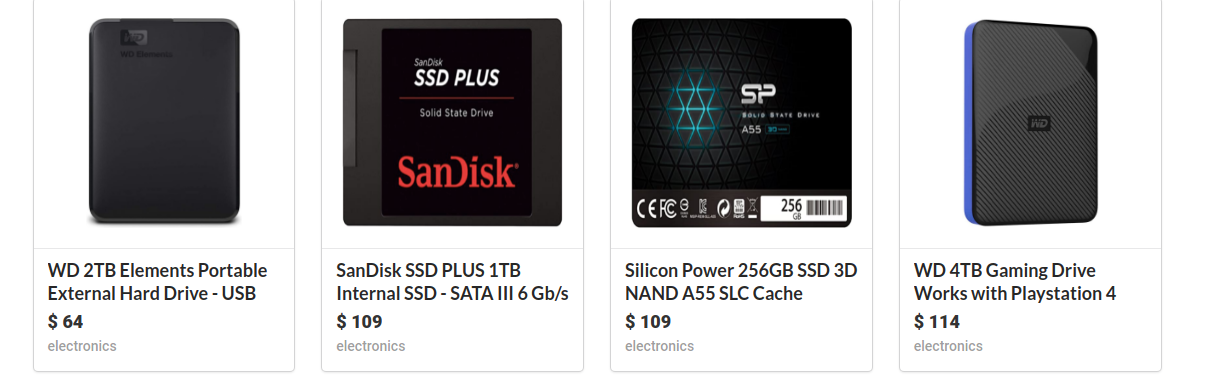 WD
WD Elements
SanDisk
SSD PLUS
Solid State Drive
SanDisk
SP
SOLID STATE DRIVE
A55
256
GB
WD
WD 2TB Elements Portable
External Hard Drive - USB
$ 64
electronics
SanDisk SSD PLUS 1TB
Internal SSD - SATA III 6 Gb/s
$ 109
electronics
Silicon Power 256GB SSD 3D
NAND A55 SLC Cache
$ 109
electronics
WD 4TB Gaming Drive
Works with Playstation 4
$ 114
electronics